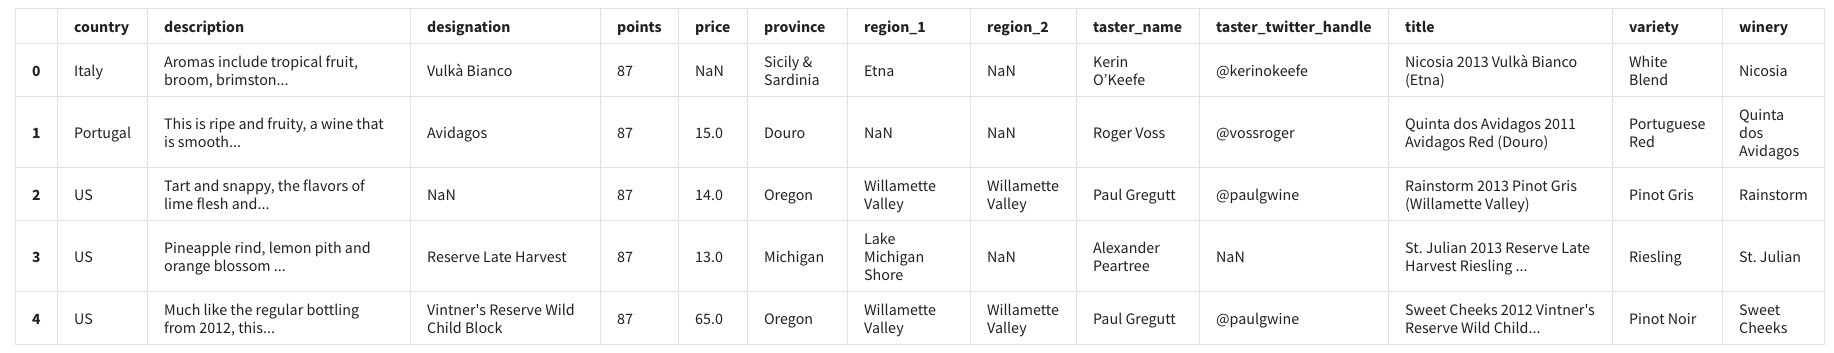 country description designation points price province region_1 region_2 taster_name taster_twitter_handle title variety winery
0 Italy Aromas include tropical fruit, broom, brimston... Vulkà Bianco 87 NaN Sicily & Sardinia Etna NaN Kerin O’Keefe @kerinokeefe Nicosia 2013 Vulkà Bianco (Etna) White Blend Nicosia
1 Portugal This is ripe and fruity, a wine that is smooth... Avidagos 87 15.0 Douro NaN NaN Roger Voss @vossroger Quinta dos Avidagos 2011 Avidagos Red (Douro) Portuguese Red Quinta dos Avidagos
2 US Tart and snappy, the flavors of lime flesh and... NaN 87 14.0 Oregon Willamette Valley Willamette Valley Paul Gregutt @paulgwine Rainstorm 2013 Pinot Gris (Willamette Valley) Pinot Gris Rainstorm
3 US Pineapple rind, lemon pith and orange blossom ... Reserve Late Harvest 87 13.0 Michigan Lake Michigan Shore NaN Alexander Peartree NaN St. Julian 2013 Reserve Late Harvest Riesling ... Riesling St. Julian
4 US Much like the regular bottling from 2012, this... Vintner's Reserve Wild Child Block 87 65.0 Oregon Willamette Valley Willamette Valley Paul Gregutt @paulgwine Sweet Cheeks 2012 Vintner's Reserve Wild Child... Pinot Noir Sweet Cheeks